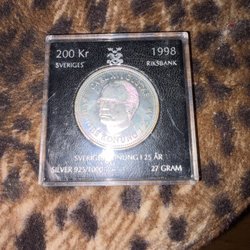 200 Kr 1998
SVERIGES RIKSBANK
SVERIGES KONUNG I 25 ÅR
SILVER 925/1000 27 GRAM